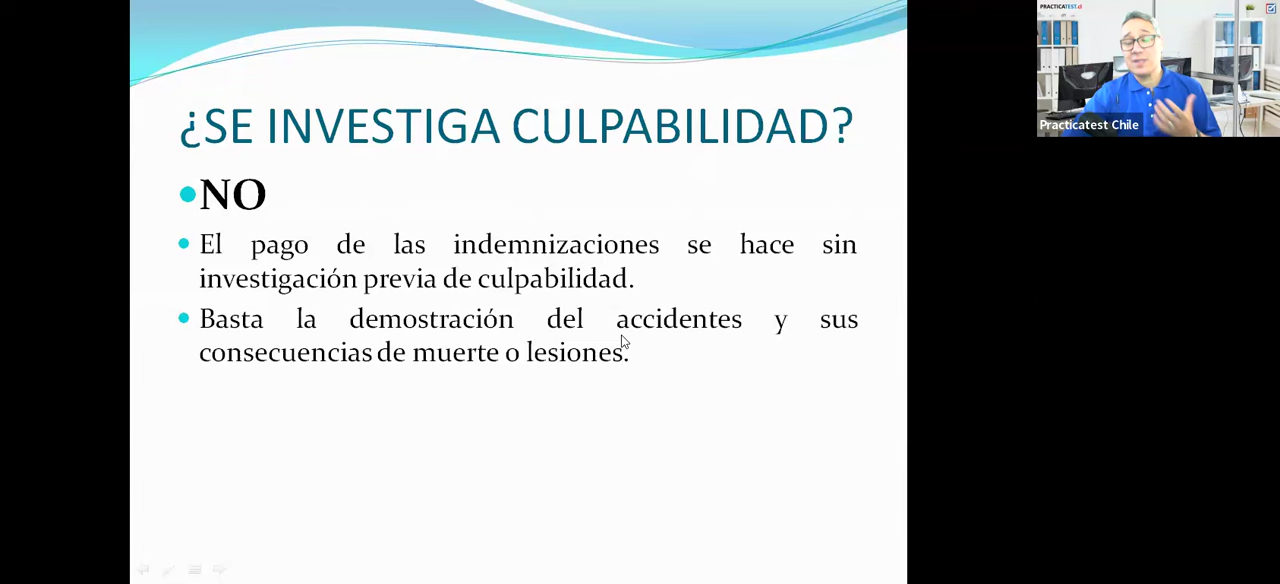 ¿SE INVESTIGA CULPABILIDAD?
•NO
• El pago de las indemnizaciones se hace sin
investigación previa de culpabilidad.
• Basta la demostración del accidentes y sus
consecuencias de muerte o lesiones.
PRACTICATEST.cl
Practicatest Chile